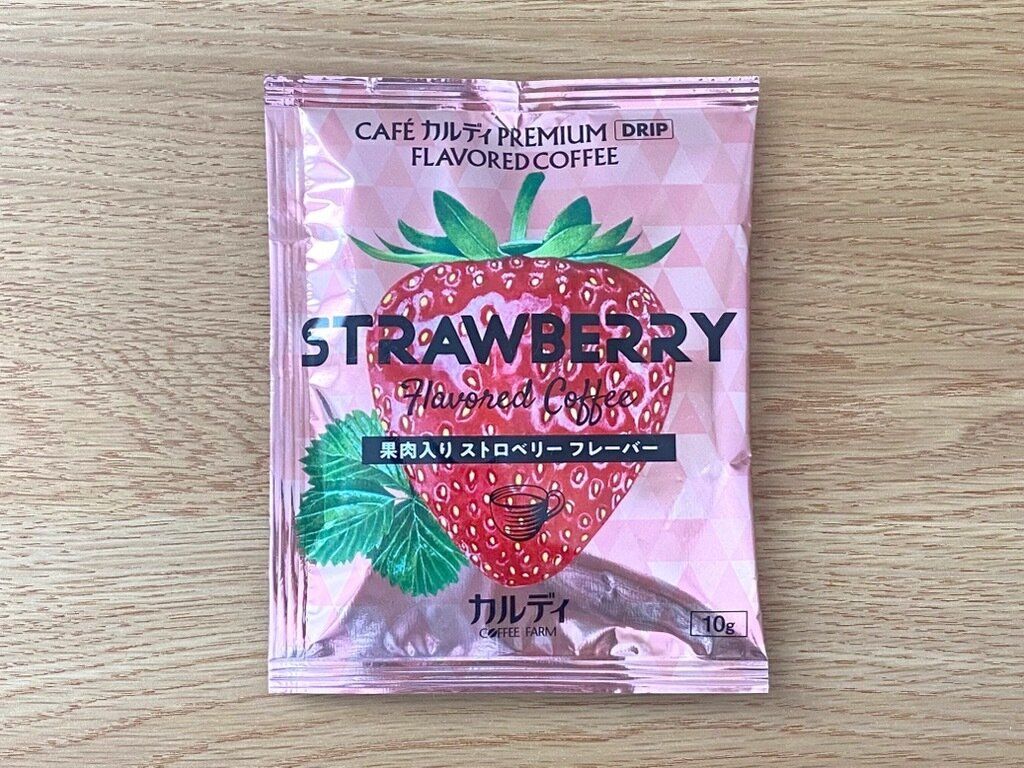 CAFÉ カルディ PREMIUM DRIP
FLAVORED COFFEE
STRAWBERRY
Flavored Coffee
果肉入り ストロベリー フレーバー
カルディ
COFFEE FARM
10g